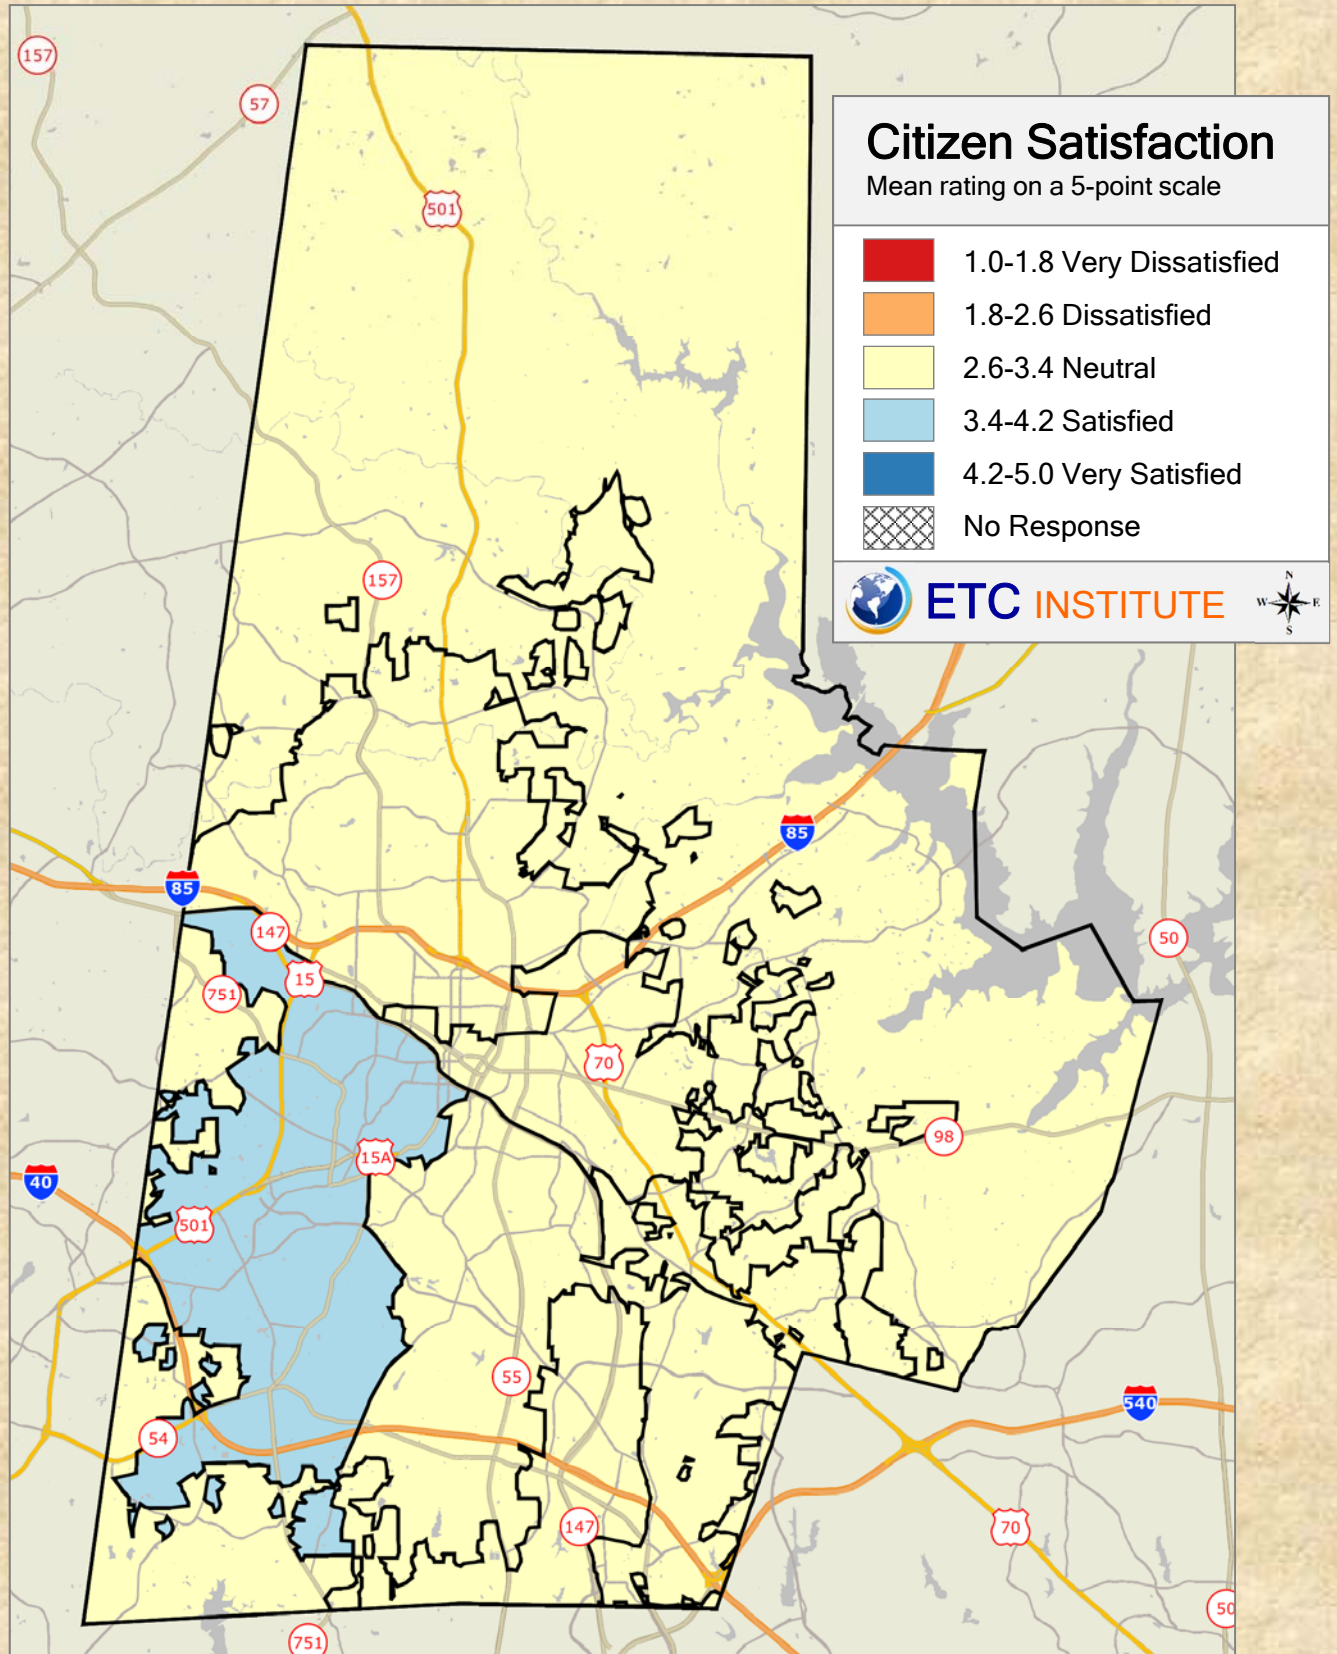 157
57
501
Citizen Satisfaction
Mean rating on a 5-point scale
1.0-1.8 Very Dissatisfied
1.8-2.6 Dissatisfied
2.6-3.4 Neutral
3.4-4.2 Satisfied
4.2-5.0 Very Satisfied
No Response
ETC INSTITUTE
N
W E
S
157
85
85
147
50
15
751
70
98
15A
40
501
55
540
54
147
70
50
751